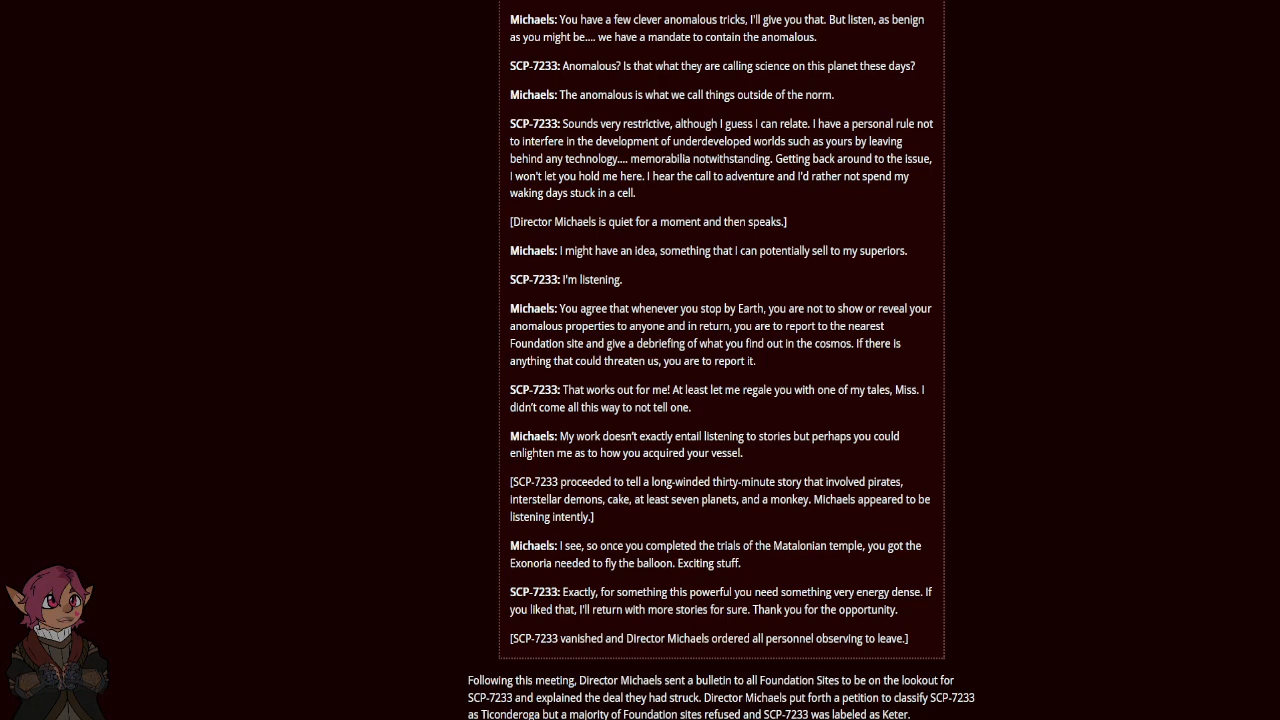 Michaels: You have a few clever anomalous tricks, I'll give you that. But listen, as benign
as you might be.... we have a mandate to contain the anomalous.
SCP-7233: Anomalous? Is that what they are calling science on this planet these days?
Michaels: The anomalous is what we call things outside of the norm.
SCP-7233: Sounds very restrictive, although I guess I can relate. I have a personal rule not
to interfere in the development of underdeveloped worlds such as yours by leaving
behind any technology.... memorabilia notwithstanding. Getting back around to the issue,
I won't let you hold me here. I hear the call to adventure and I'd rather not spend my
waking days stuck in a cell.
[Director Michaels is quiet for a moment and then speaks.]
Michaels: I might have an idea, something that I can potentially sell to my superiors.
SCP-7233: I'm listening.
Michaels: You agree that whenever you stop by Earth, you are not to show or reveal your
anomalous properties to anyone and in return, you are to report to the nearest
Foundation site and give a debriefing of what you find out in the cosmos. If there is
anything that could threaten us, you are to report it.
SCP-7233: That works out for me! At least let me regale you with one of my tales, Miss. I
didn't come all this way to not tell one.
Michaels: My work doesn't exactly entail listening to stories but perhaps you could
enlighten me as to how you acquired your vessel.
[SCP-7233 proceeded to tell a long-winded thirty-minute story that involved pirates,
interstellar demons, cake, at least seven planets, and a monkey. Michaels appeared to be
listening intently.]
Michaels: I see, so once you completed the trials of the Matalonian temple, you got the
Exonoria needed to fly the balloon. Exciting stuff.
SCP-7233: Exactly, for something this powerful you need something very energy dense. If
you liked that, I'll return with more stories for sure. Thank you for the opportunity.
[SCP-7233 vanished and Director Michaels ordered all personnel observing to leave.]
Following this meeting, Director Michaels sent a bulletin to all Foundation Sites to be on the lookout for
SCP-7233 and explained the deal they had struck. Director Michaels put forth a petition to classify SCP-7233
as Ticonderoga but a majority of Foundation sites refused and SCP-7233 was labeled as Keter.